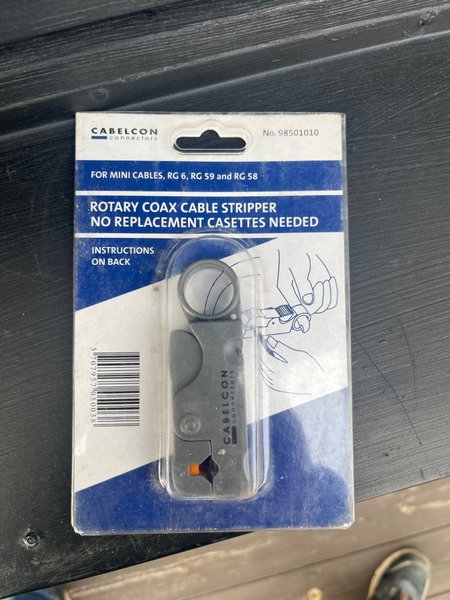 CABELCON
connectors
No. 98501010
FOR MINI CABLES, RG 6, RG 59 and RG 58
ROTARY COAX CABLE STRIPPER
NO REPLACEMENT CASETTES NEEDED
INSTRUCTIONS
ON BACK
CABELCON
connectors
5707957050038